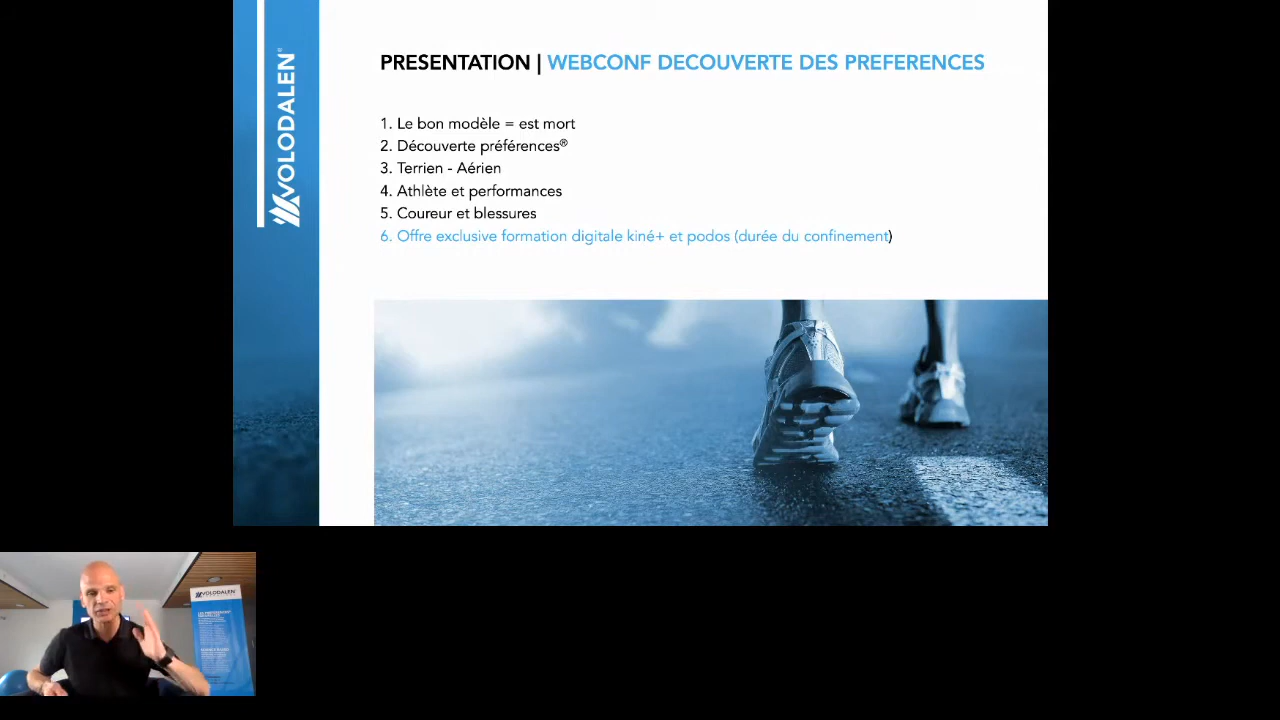 VOLODALEN®
PRESENTATION | WEBCONF DECOUVERTE DES PREFERENCES
1. Le bon modèle = est mort
2. Découverte préférences®
3. Terrien - Aérien
4. Athlète et performances
5. Coureur et blessures
6. Offre exclusive formation digitale kiné+ et podos (durée du confinement)
VOLODALEN